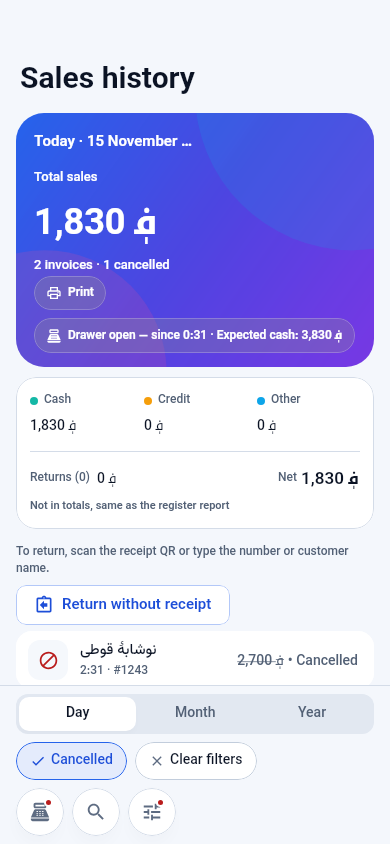 Sales history
Today · 15 November …
Total sales
1,830 ؋
2 invoices · 1 cancelled
Print
Drawer open — since 0:31 · Expected cash: 3,830 ؋
Cash
Credit
Other
1,830 ؋
0 ؋
0 ؋
Returns (0) 0 ؋
Net 1,830 ؋
Not in totals, same as the register report
To return, scan the receipt QR or type the number or customer
name.
Return without receipt
نوشابهٔ قوطی
2:31 · #1243
2,700 ؋ • Cancelled
Day
Month
Year
Cancelled
Clear filters